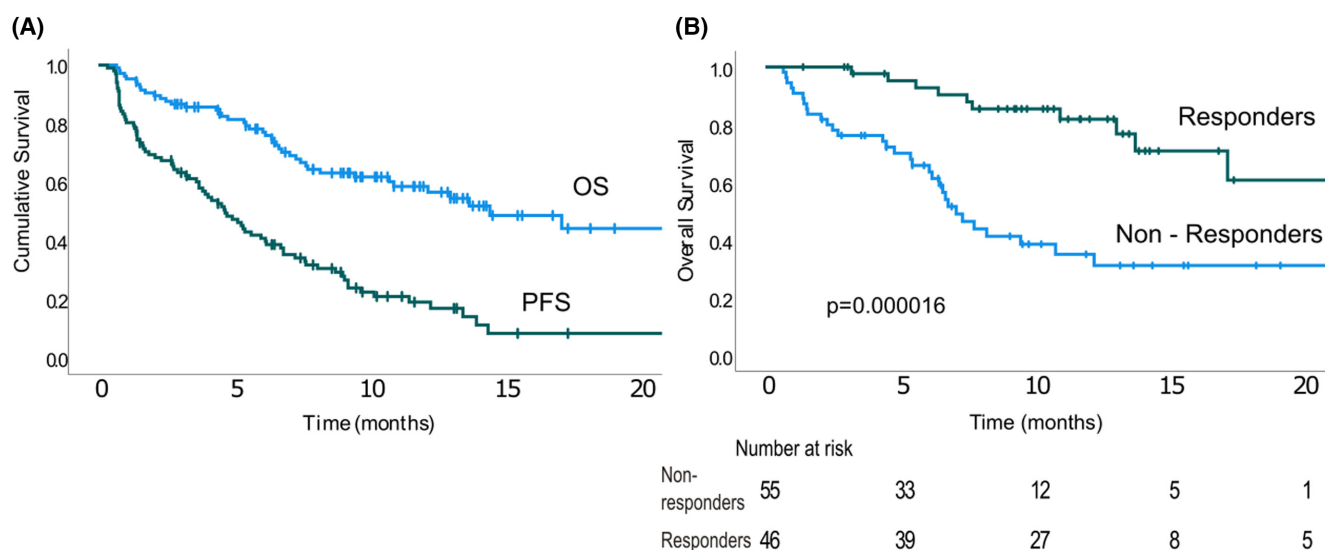 (A)
Cumulative Survival
1.0
0.8
0.6
0.4
0.2
0.0
OS
PFS
0 5 10 15 20
Time (months)
(B)
Overall Survival
1.0
0.8
0.6
0.4
0.2
0.0
Responders
Non - Responders
p=0.000016
0 5 10 15 20
Time (months)
Number at risk
Non-
responders 55 33 12 5 1
Responders 46 39 27 8 5